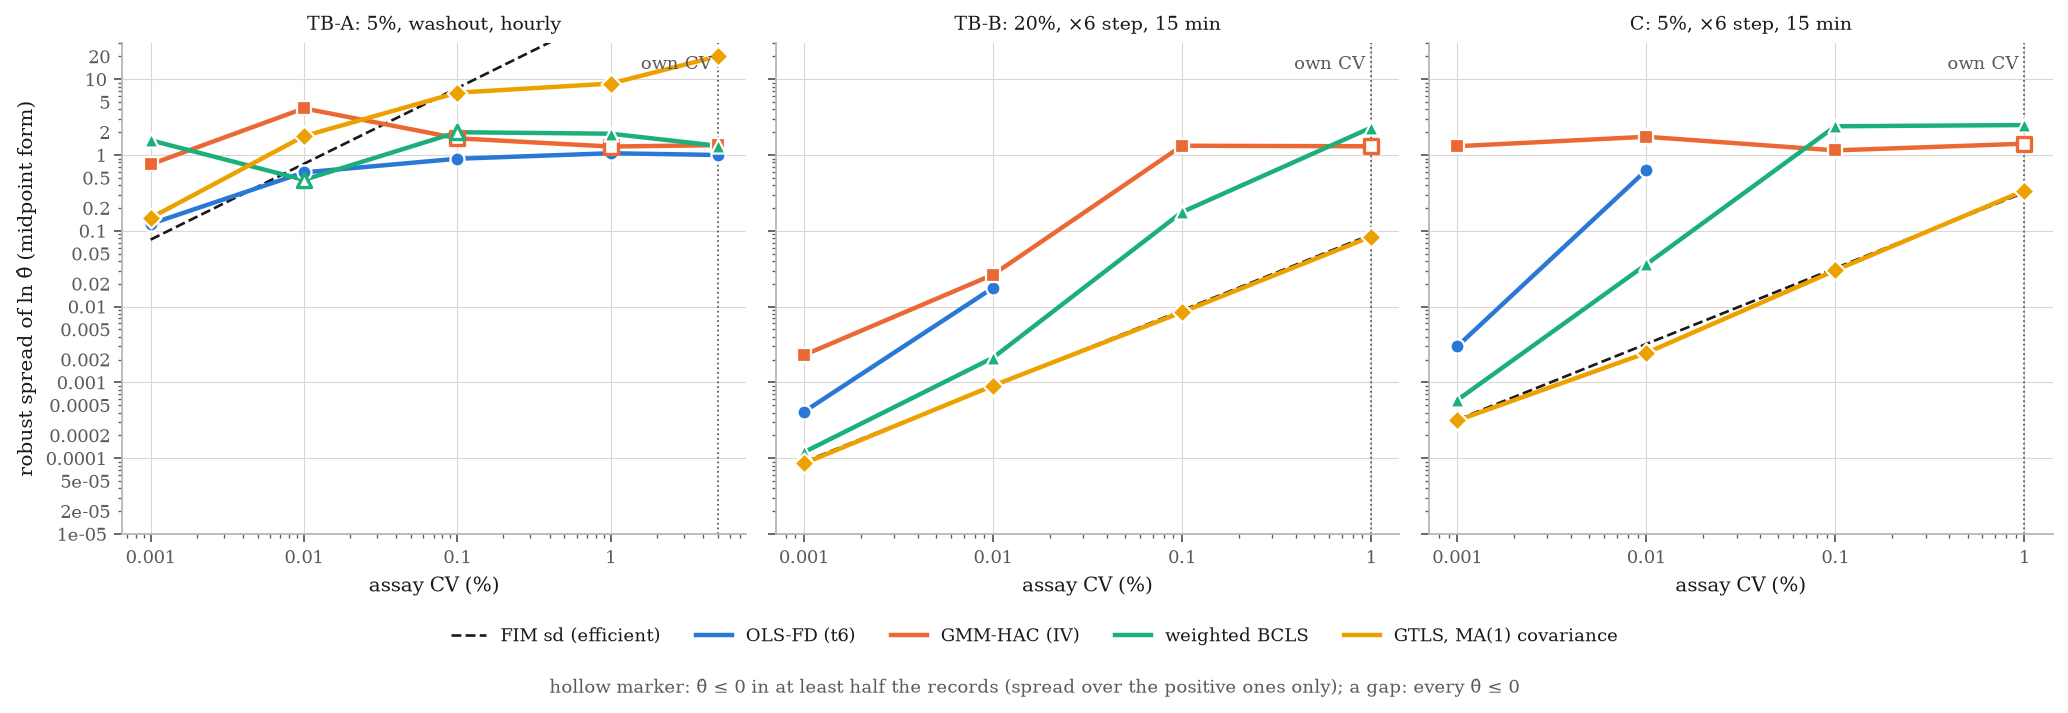 TB-A: 5%, washout, hourly
TB-B: 20%, ×6 step, 15 min
C: 5%, ×6 step, 15 min
robust spread of ln θ̂ (midpoint form)
20
10
5
2
1
0.5
0.2
0.1
0.05
0.02
0.01
0.005
0.002
0.001
0.0005
0.0002
0.0001
5e-05
2e-05
1e-05
own CV
own CV
own CV
0.001 0.01 0.1 1
0.001 0.01 0.1 1
0.001 0.01 0.1 1
assay CV (%)
assay CV (%)
assay CV (%)
FIM sd (efficient)
OLS-FD (t6)
GMM-HAC (IV)
weighted BCLS
GTLS, MA(1) covariance
hollow marker: θ̂ ≤ 0 in at least half the records (spread over the positive ones only); a gap: every θ̂ ≤ 0